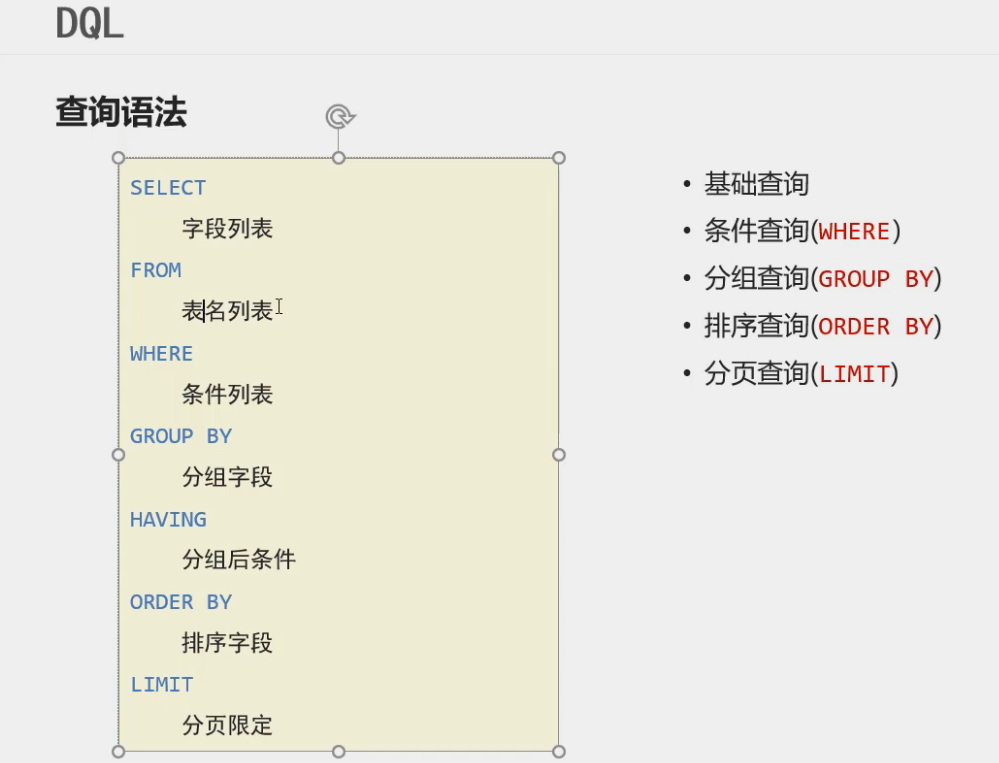 DQL
查询语法
SELECT
字段列表
FROM
表名列表
WHERE
条件列表
GROUP BY
分组字段
HAVING
分组后条件
ORDER BY
排序字段
LIMIT
分页限定
• 基础查询
• 条件查询(WHERE)
• 分组查询(GROUP BY)
• 排序查询(ORDER BY)
• 分页查询(LIMIT)